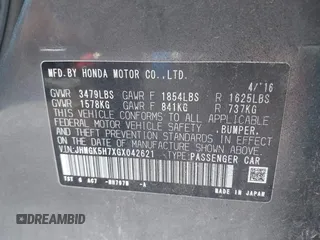 MFD.BY HONDA MOTOR CO.,LTD. 4/'16
GVWR 3479LBS GAWR F 1854LBS R 1625LBS
GVWR 1578KG GAWR F 841KG R 737KG
THIS VEHICLE CONFORMS TO ALL APPLICABLE
FEDERAL MOTOR VEHICLE SAFETY, BUMPER,
AND THEFT PREVENTION STANDARDS IN EFFECT
ON THE DATE OF MANUFACTURE SHOWN ABOVE.
V.I.N:JHMGK5H7XGX042621 TYPE:PASSENGER CAR
MADE IN JAPAN
FAIRBIDD